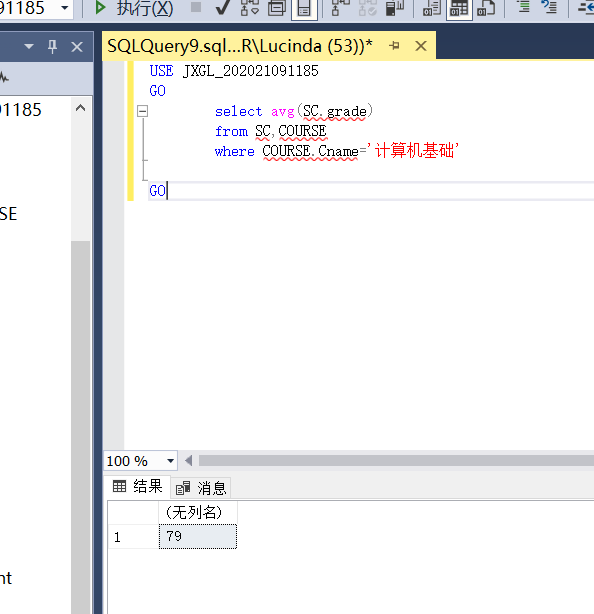 91185
执行(X)
SQLQuery9.sql...R\Lucinda (53))*
91185
SE
nt
USE JXGL_202021091185
GO
select avg(SC.grade)
from SC,COURSE
where COURSE.Cname='计算机基础'
GO
100 %
结果
消息
(无列名)
1
79